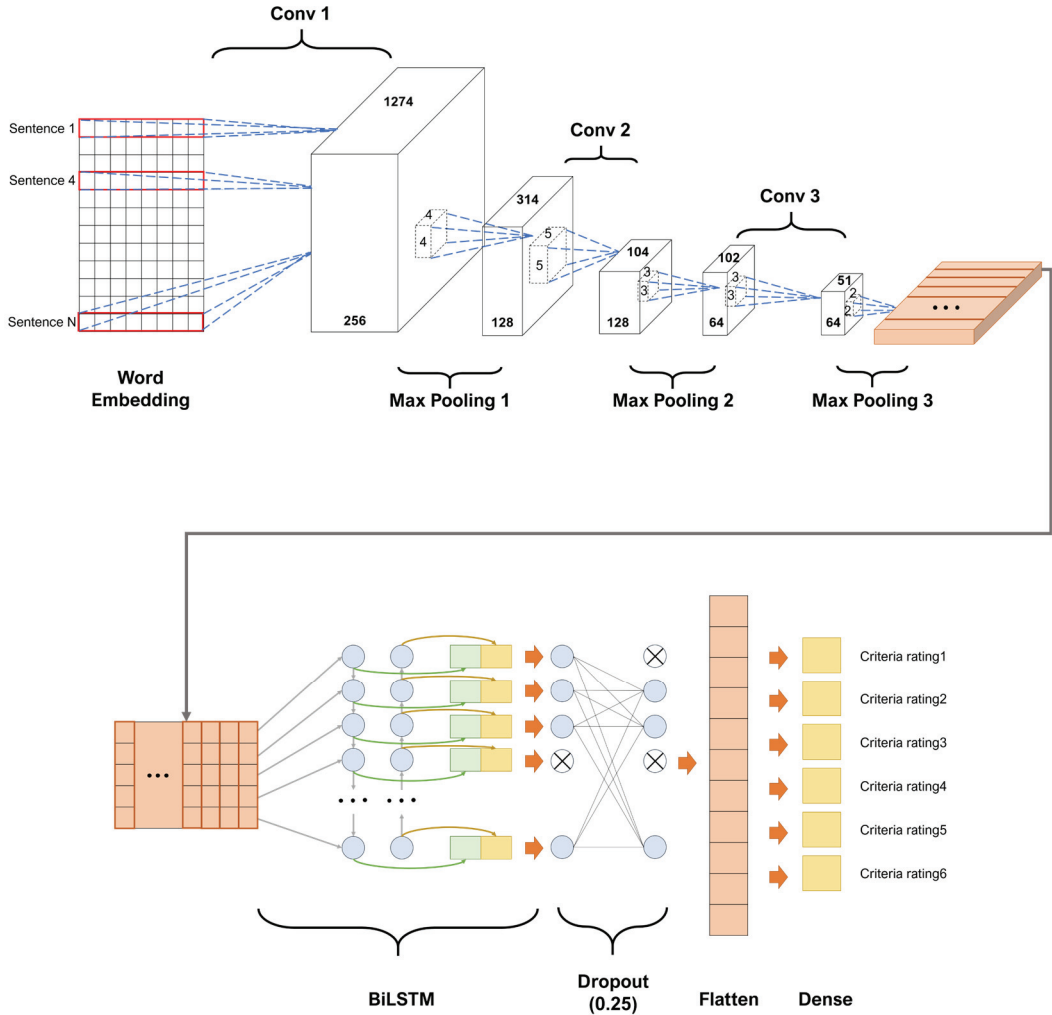 Conv 1
1274
Sentence 1
Conv 2
Sentence 4
314
Conv 3
4
4
5
5
104
3
3
102
3
3
51
2
2
Sentence N
256
128
128
64
64
Word
Embedding
Max Pooling 1
Max Pooling 2
Max Pooling 3
•••
•••
••• •••
Criteria rating1
Criteria rating2
Criteria rating3
Criteria rating4
Criteria rating5
Criteria rating6
BiLSTM
Dropout
(0.25)
Flatten
Dense